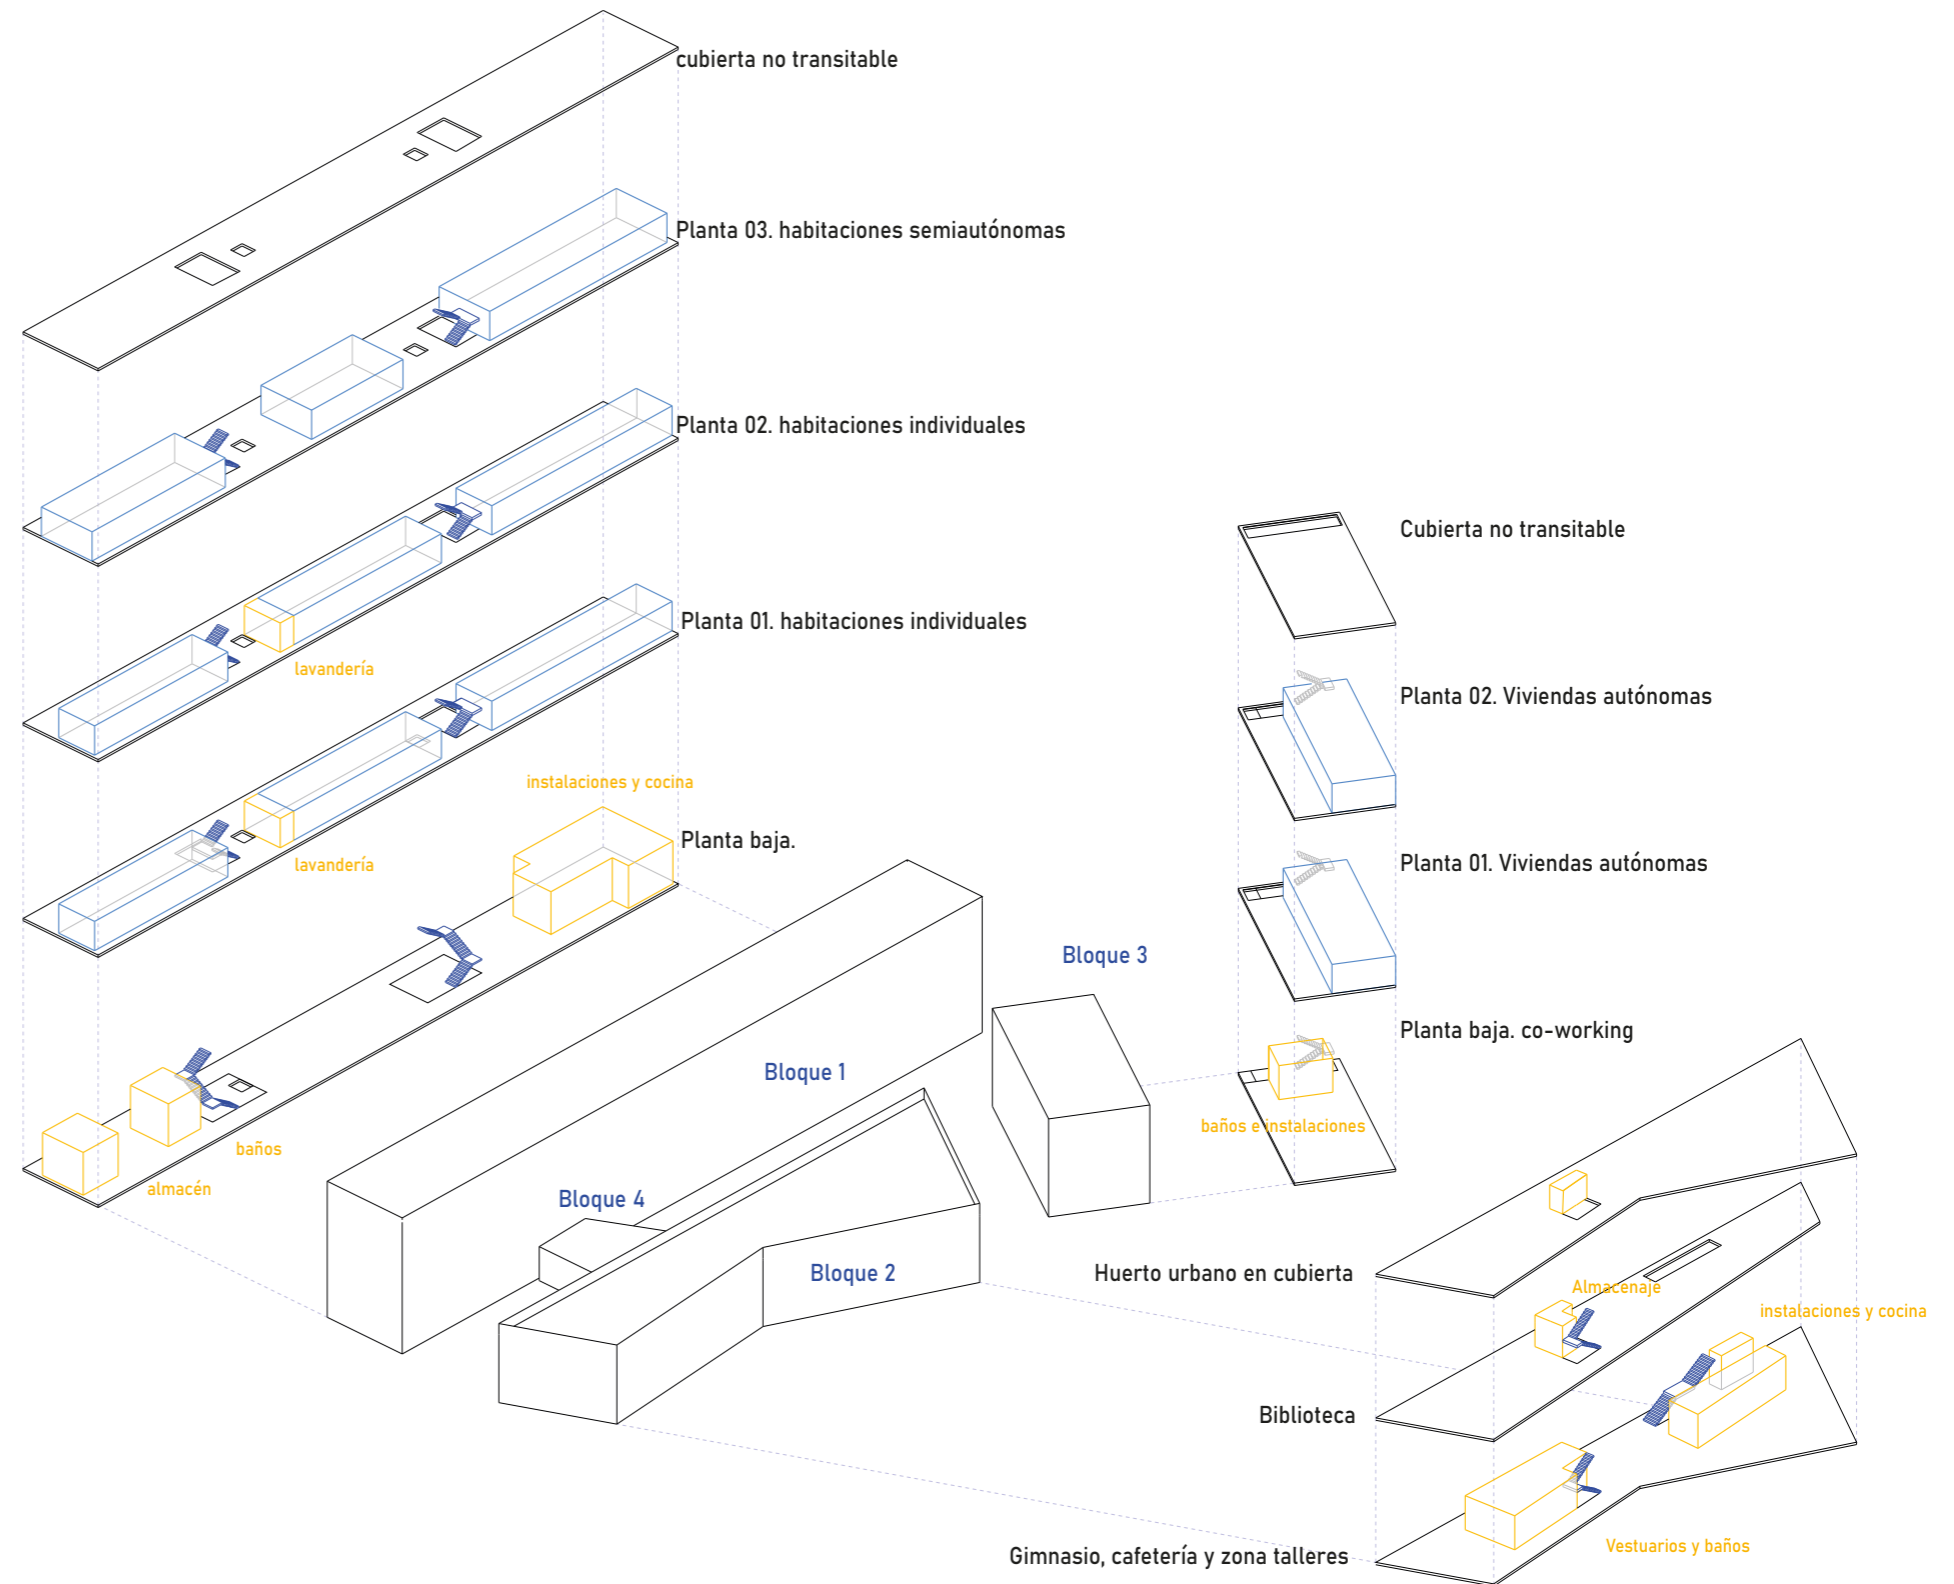 cubierta no transitable
Planta 03. habitaciones semiautónomas
Planta 02. habitaciones individuales
lavandería
Planta 01. habitaciones individuales
lavandería
instalaciones y cocina
Planta baja.
baños
almacén
Bloque 1
Bloque 4
Bloque 2
Bloque 3
Cubierta no transitable
Planta 02. Viviendas autónomas
Planta 01. Viviendas autónomas
Planta baja. co-working
baños e instalaciones
Huerto urbano en cubierta
Almacenaje
instalaciones y cocina
Biblioteca
Vestuarios y baños
Gimnasio, cafetería y zona talleres